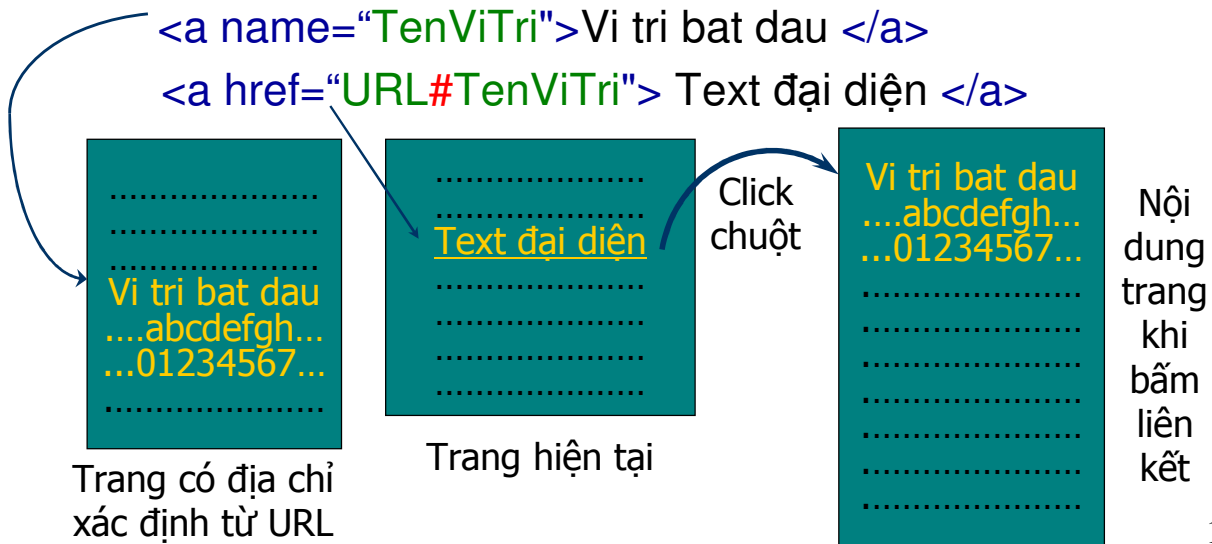 <a name=“TenViTri">Vi tri bat dau </a>
<a href=“URL#TenViTri"> Text đại diện </a>
.....................
.....................
.....................
Vi tri bat dau
....abcdefgh...
...01234567...
......................
Trang có địa chỉ
xác định từ URL
.....................
.....................
Text đại diện
.....................
.....................
.....................
.....................
Trang hiện tại
Click
chuột
Vi tri bat dau
....abcdefgh...
...01234567...
......................
......................
......................
......................
......................
......................
......................
Nội
dung
trang
khi
bấm
liên
kết